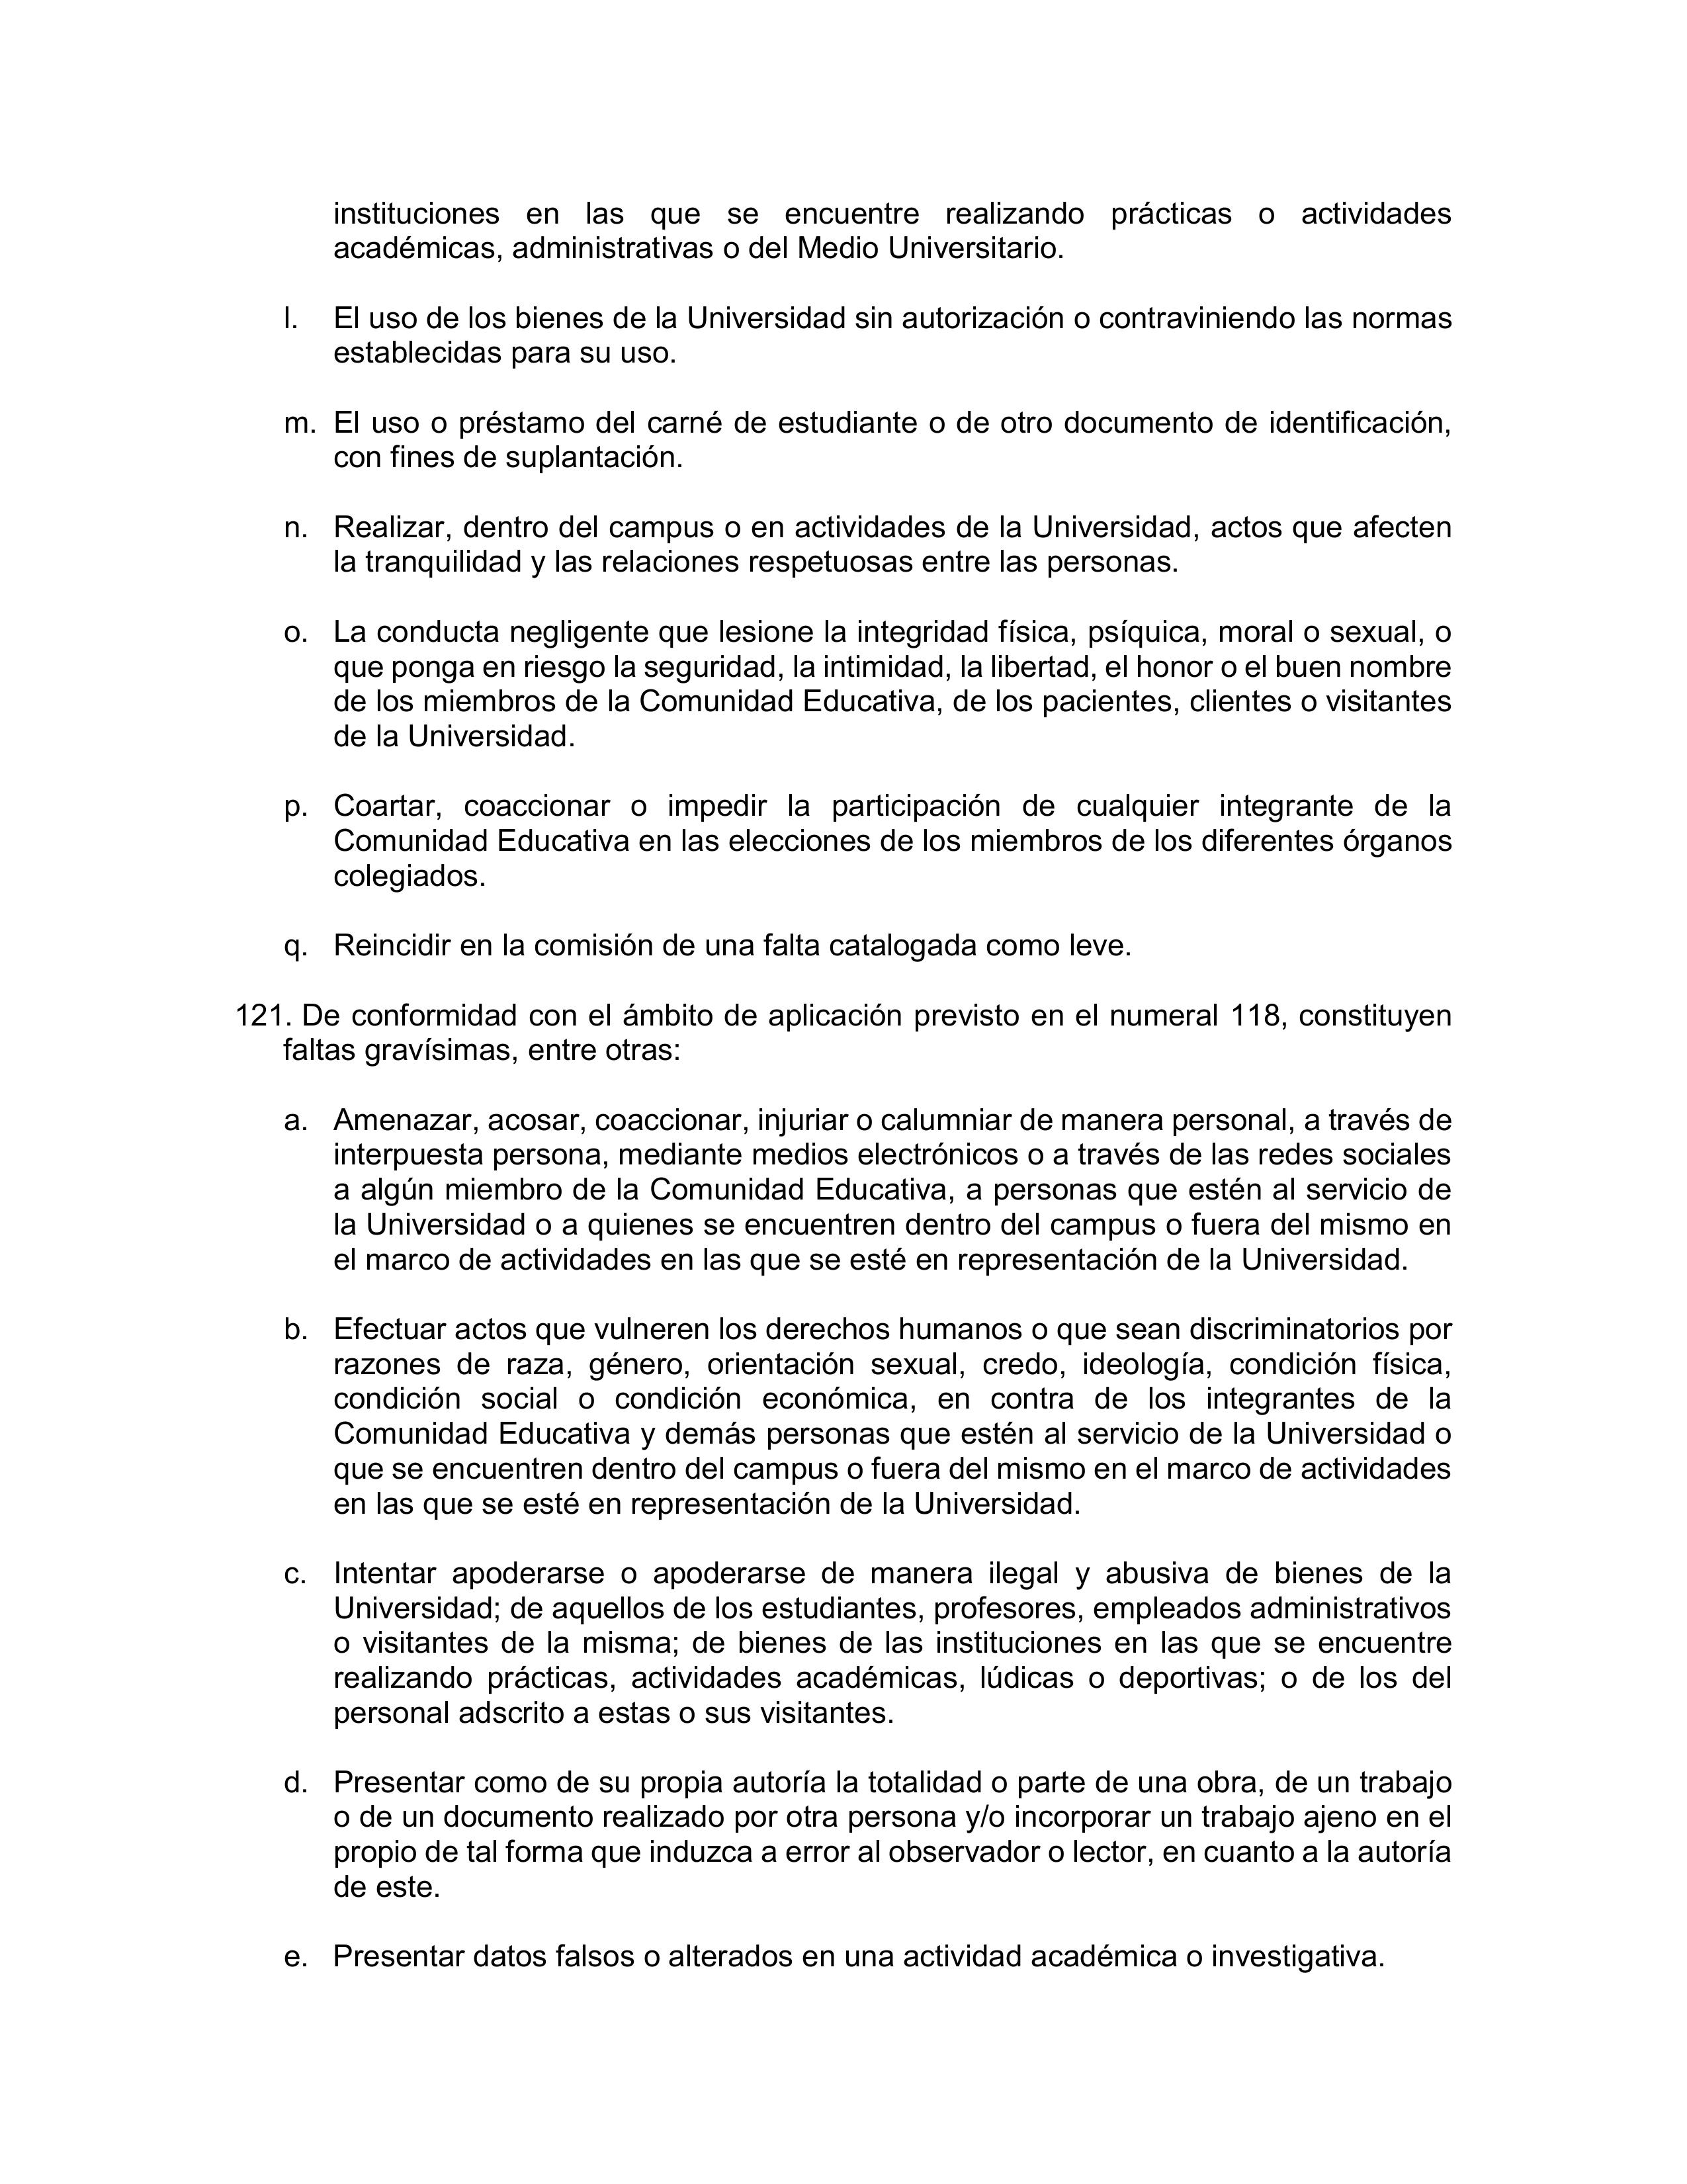 instituciones en las que se encuentre realizando prácticas o actividades
académicas, administrativas o del Medio Universitario.
l. El uso de los bienes de la Universidad sin autorización o contraviniendo las normas
establecidas para su uso.
m. El uso o préstamo del carné de estudiante o de otro documento de identificación,
con fines de suplantación.
n. Realizar, dentro del campus o en actividades de la Universidad, actos que afecten
la tranquilidad y las relaciones respetuosas entre las personas.
o. La conducta negligente que lesione la integridad física, psíquica, moral o sexual, o
que ponga en riesgo la seguridad, la intimidad, la libertad, el honor o el buen nombre
de los miembros de la Comunidad Educativa, de los pacientes, clientes o visitantes
de la Universidad.
p. Coartar, coaccionar o impedir la participación de cualquier integrante de la
Comunidad Educativa en las elecciones de los miembros de los diferentes órganos
colegiados.
q. Reincidir en la comisión de una falta catalogada como leve.
121. De conformidad con el ámbito de aplicación previsto en el numeral 118, constituyen
faltas gravísimas, entre otras:
a. Amenazar, acosar, coaccionar, injuriar o calumniar de manera personal, a través de
interpuesta persona, mediante medios electrónicos o a través de las redes sociales
a algún miembro de la Comunidad Educativa, a personas que estén al servicio de
la Universidad o a quienes se encuentren dentro del campus o fuera del mismo en
el marco de actividades en las que se esté en representación de la Universidad.
b. Efectuar actos que vulneren los derechos humanos o que sean discriminatorios por
razones de raza, género, orientación sexual, credo, ideología, condición física,
condición social o condición económica, en contra de los integrantes de la
Comunidad Educativa y demás personas que estén al servicio de la Universidad o
que se encuentren dentro del campus o fuera del mismo en el marco de actividades
en las que se esté en representación de la Universidad.
c. Intentar apoderarse o apoderarse de manera ilegal y abusiva de bienes de la
Universidad; de aquellos de los estudiantes, profesores, empleados administrativos
o visitantes de la misma; de bienes de las instituciones en las que se encuentre
realizando prácticas, actividades académicas, lúdicas o deportivas; o de los del
personal adscrito a estas o sus visitantes.
d. Presentar como de su propia autoría la totalidad o parte de una obra, de un trabajo
o de un documento realizado por otra persona y/o incorporar un trabajo ajeno en el
propio de tal forma que induzca a error al observador o lector, en cuanto a la autoría
de este.
e. Presentar datos falsos o alterados en una actividad académica o investigativa.